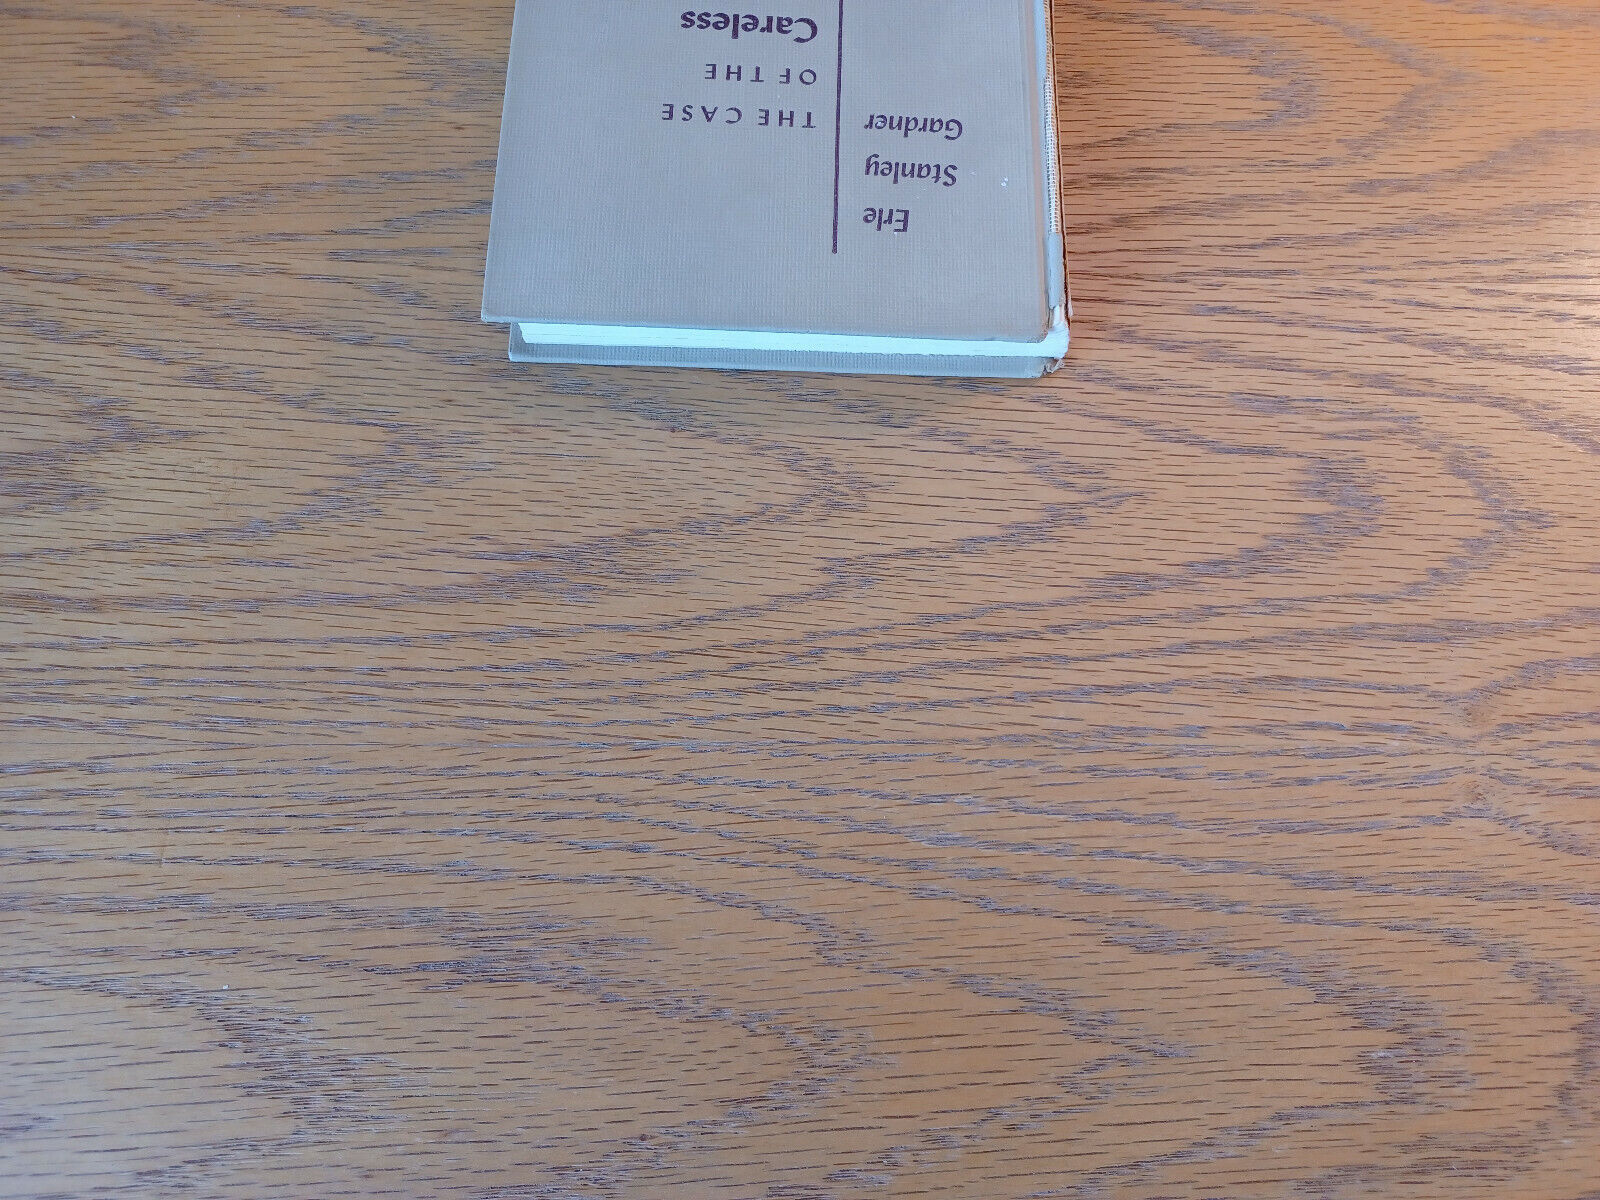 Erle
Stanley
Gardner
THE CASE
OF THE
Careless